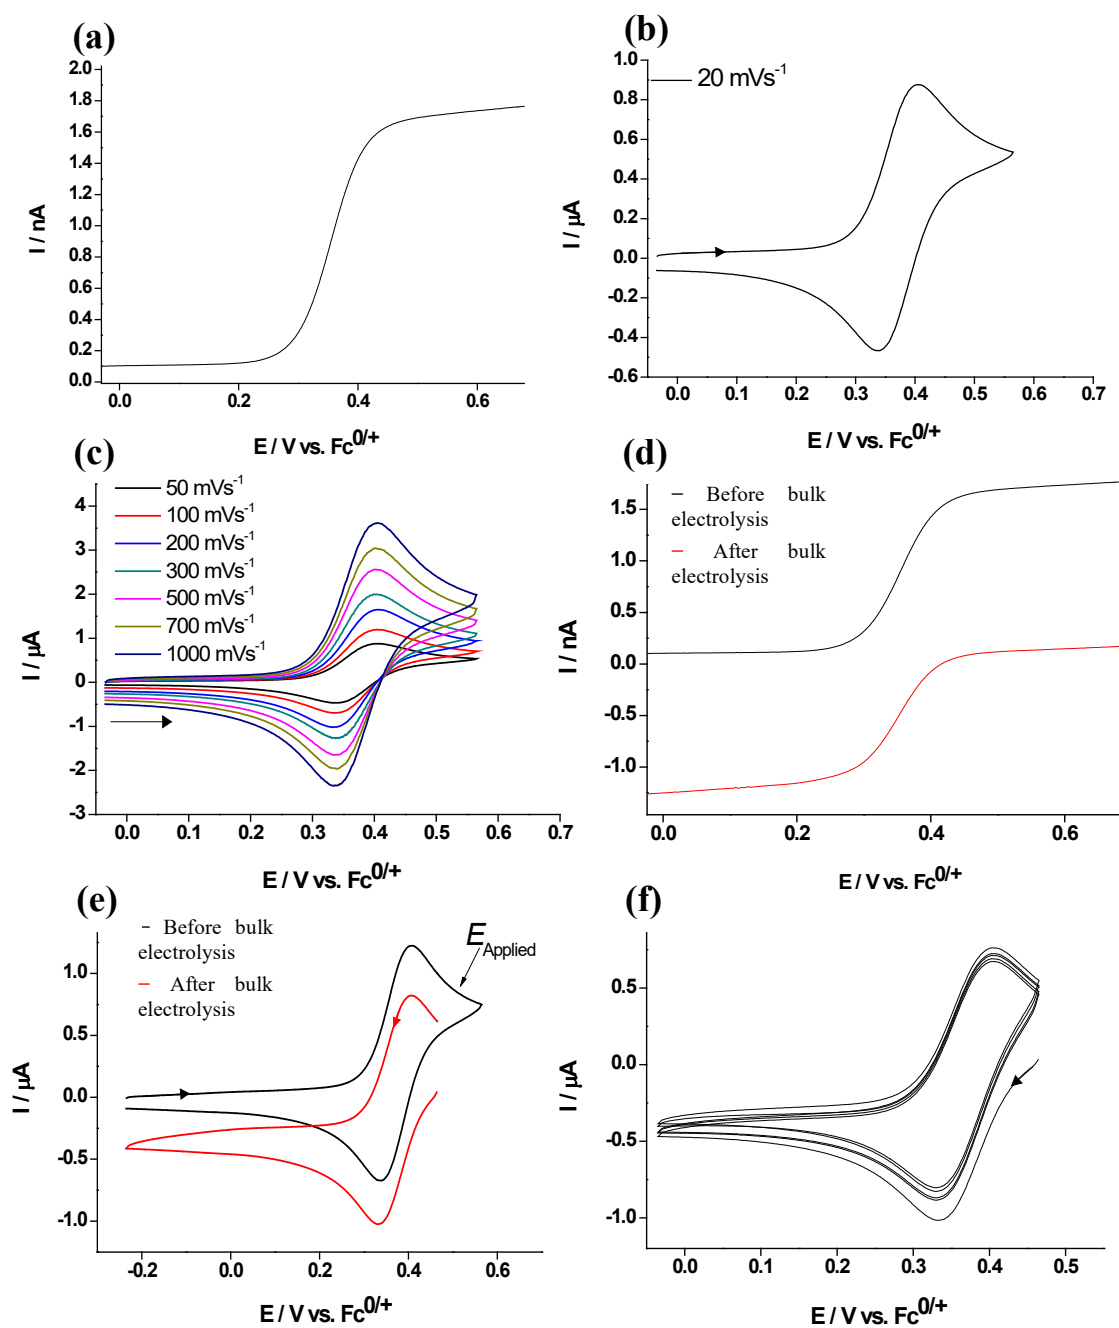 (a)
2.0
1.8
1.6
1.4
1.2
1.0
0.8
0.6
0.4
0.2
0.0
I / nA
0.0 0.2 0.4 0.6
E / V vs. Fc0/+
(b)
20 mVs-1
1.0
0.8
0.6
0.4
0.2
0.0
-0.2
-0.4
-0.6
I / µA
0.0 0.1 0.2 0.3 0.4 0.5 0.6 0.7
E / V vs. Fc0/+
(c)
50 mVs-1
100 mVs-1
200 mVs-1
300 mVs-1
500 mVs-1
700 mVs-1
1000 mVs-1
4
3
2
1
0
-1
-2
-3
I / µA
0.0 0.1 0.2 0.3 0.4 0.5 0.6 0.7
E / V vs. Fc0/+
(d)
Before bulk
electrolysis
After bulk
electrolysis
1.5
1.0
0.5
0.0
-0.5
-1.0
I / nA
0.0 0.2 0.4 0.6
E / V vs. Fc0/+
(e)
Before bulk
electrolysis
After bulk
electrolysis
EApplied
1.0
0.5
0.0
-0.5
-1.0
I / µA
-0.2 0.0 0.2 0.4 0.6
E / V vs. Fc0/+
(f)
0.5
0.0
-0.5
-1.0
I / µA
0.0 0.1 0.2 0.3 0.4 0.5
E / V vs. Fc0/+